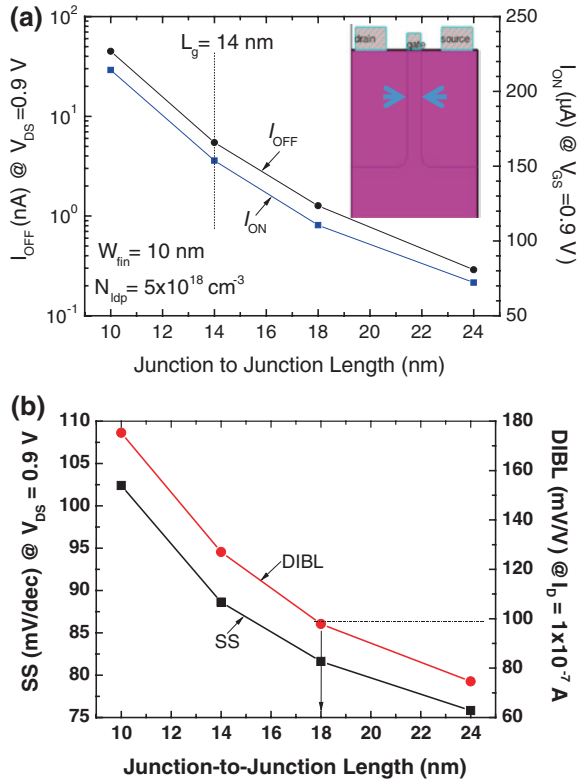 (a)
10²
10¹
10⁰
10⁻¹
I_OFF (nA) @ V_DS =0.9 V
L_g= 14 nm
drain
gate
source
I_OFF
I_ON
W_fin= 10 nm
N_ldp= 5x10¹⁸ cm⁻³
250
200
150
100
50
I_ON (μA) @ V_GS =0.9 V
10 12 14 16 18 20 22 24
Junction to Junction Length (nm)
(b)
110
105
100
95
90
85
80
75
SS (mV/dec) @ V_DS = 0.9 V
DIBL
SS
180
160
140
120
100
80
60
DIBL (mV/V) @ I_D = 1x10⁻⁷ A
10 12 14 16 18 20 22 24
Junction-to-Junction Length (nm)